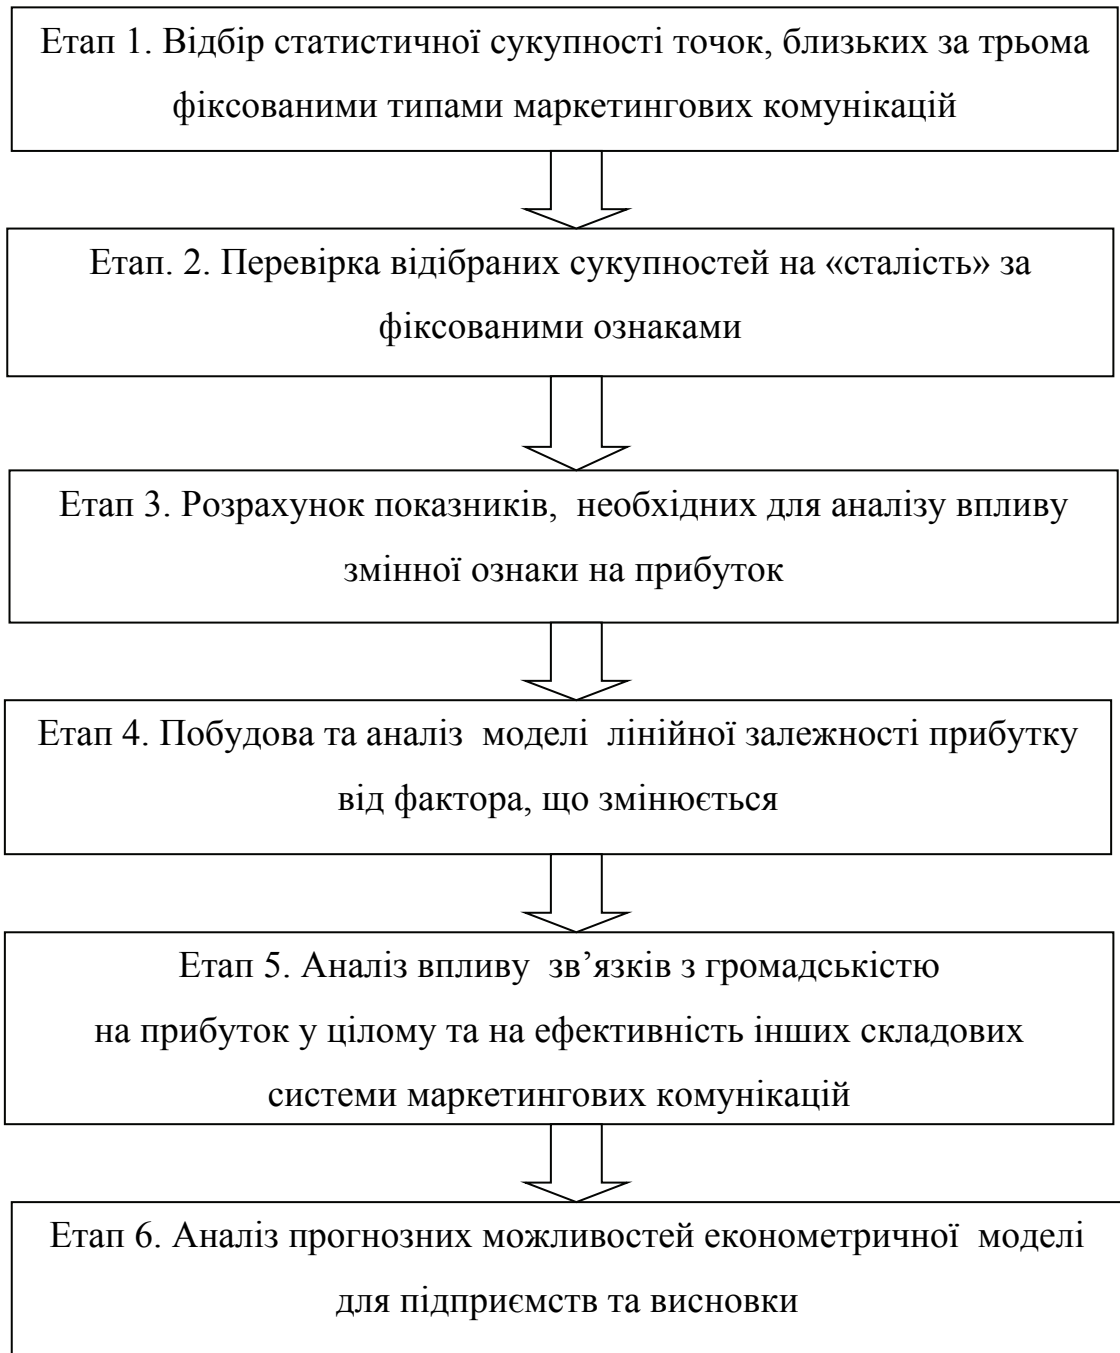 Етап 1. Відбір статистичної сукупності точок, близьких за трьома
фіксованими типами маркетингових комунікацій
Етап. 2. Перевірка відібраних сукупностей на «сталість» за
фіксованими ознаками
Етап 3. Розрахунок показників, необхідних для аналізу впливу
змінної ознаки на прибуток
Етап 4. Побудова та аналіз моделі лінійної залежності прибутку
від фактора, що змінюється
Етап 5. Аналіз впливу зв’язків з громадськістю
на прибуток у цілому та на ефективність інших складових
системи маркетингових комунікацій
Етап 6. Аналіз прогнозних можливостей економетричної моделі
для підприємств та висновки